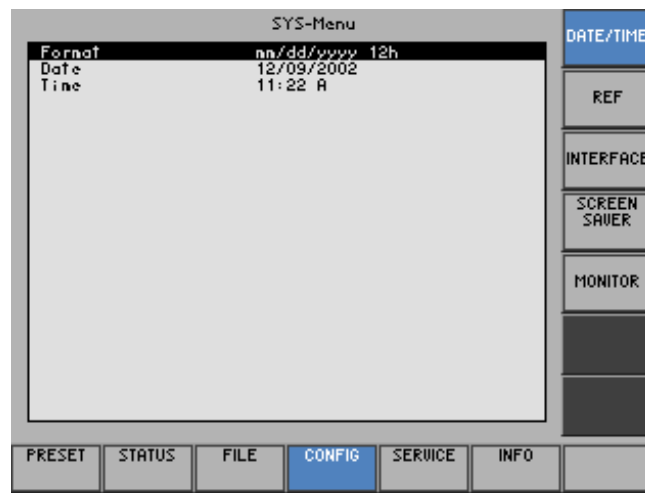 SYS-Menu
Format mm/dd/yyyy 12h
Date 12/09/2002
Time 11:22 A
DATE/TIME
REF
INTERFACE
SCREEN
SAVER
MONITOR
PRESET STATUS FILE CONFIG SERVICE INFO